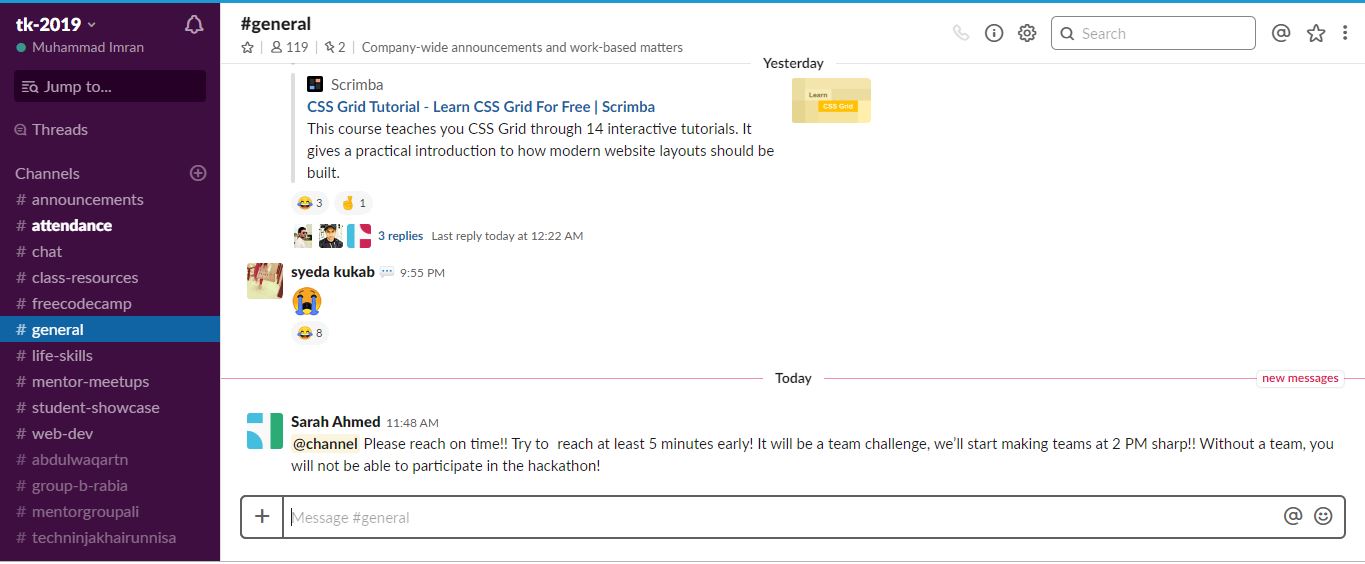 tk-2019
Muhammad Imran
Jump to...
Threads
Channels
# announcements
# attendance
# chat
# class-resources
# freecodecamp
# general
# life-skills
# mentor-meetups
# student-showcase
# web-dev
# abdulwaqartn
# group-b-rabia
# mentorgroupali
# techninjakhairunnisa
#general
119 | 2 | Company-wide announcements and work-based matters
Search
Yesterday
Scrimba
CSS Grid Tutorial - Learn CSS Grid For Free | Scrimba
This course teaches you CSS Grid through 14 interactive tutorials. It
gives a practical introduction to how modern website layouts should be
built.
Learn
CSS Grid
3 1
3 replies Last reply today at 12:22 AM
syeda kukab 9:55 PM
8
Today
new messages
Sarah Ahmed 11:48 AM
@channel Please reach on time!! Try to reach at least 5 minutes early! It will be a team challenge, we'll start making teams at 2 PM sharp!! Without a team, you
will not be able to participate in the hackathon!
Message #general